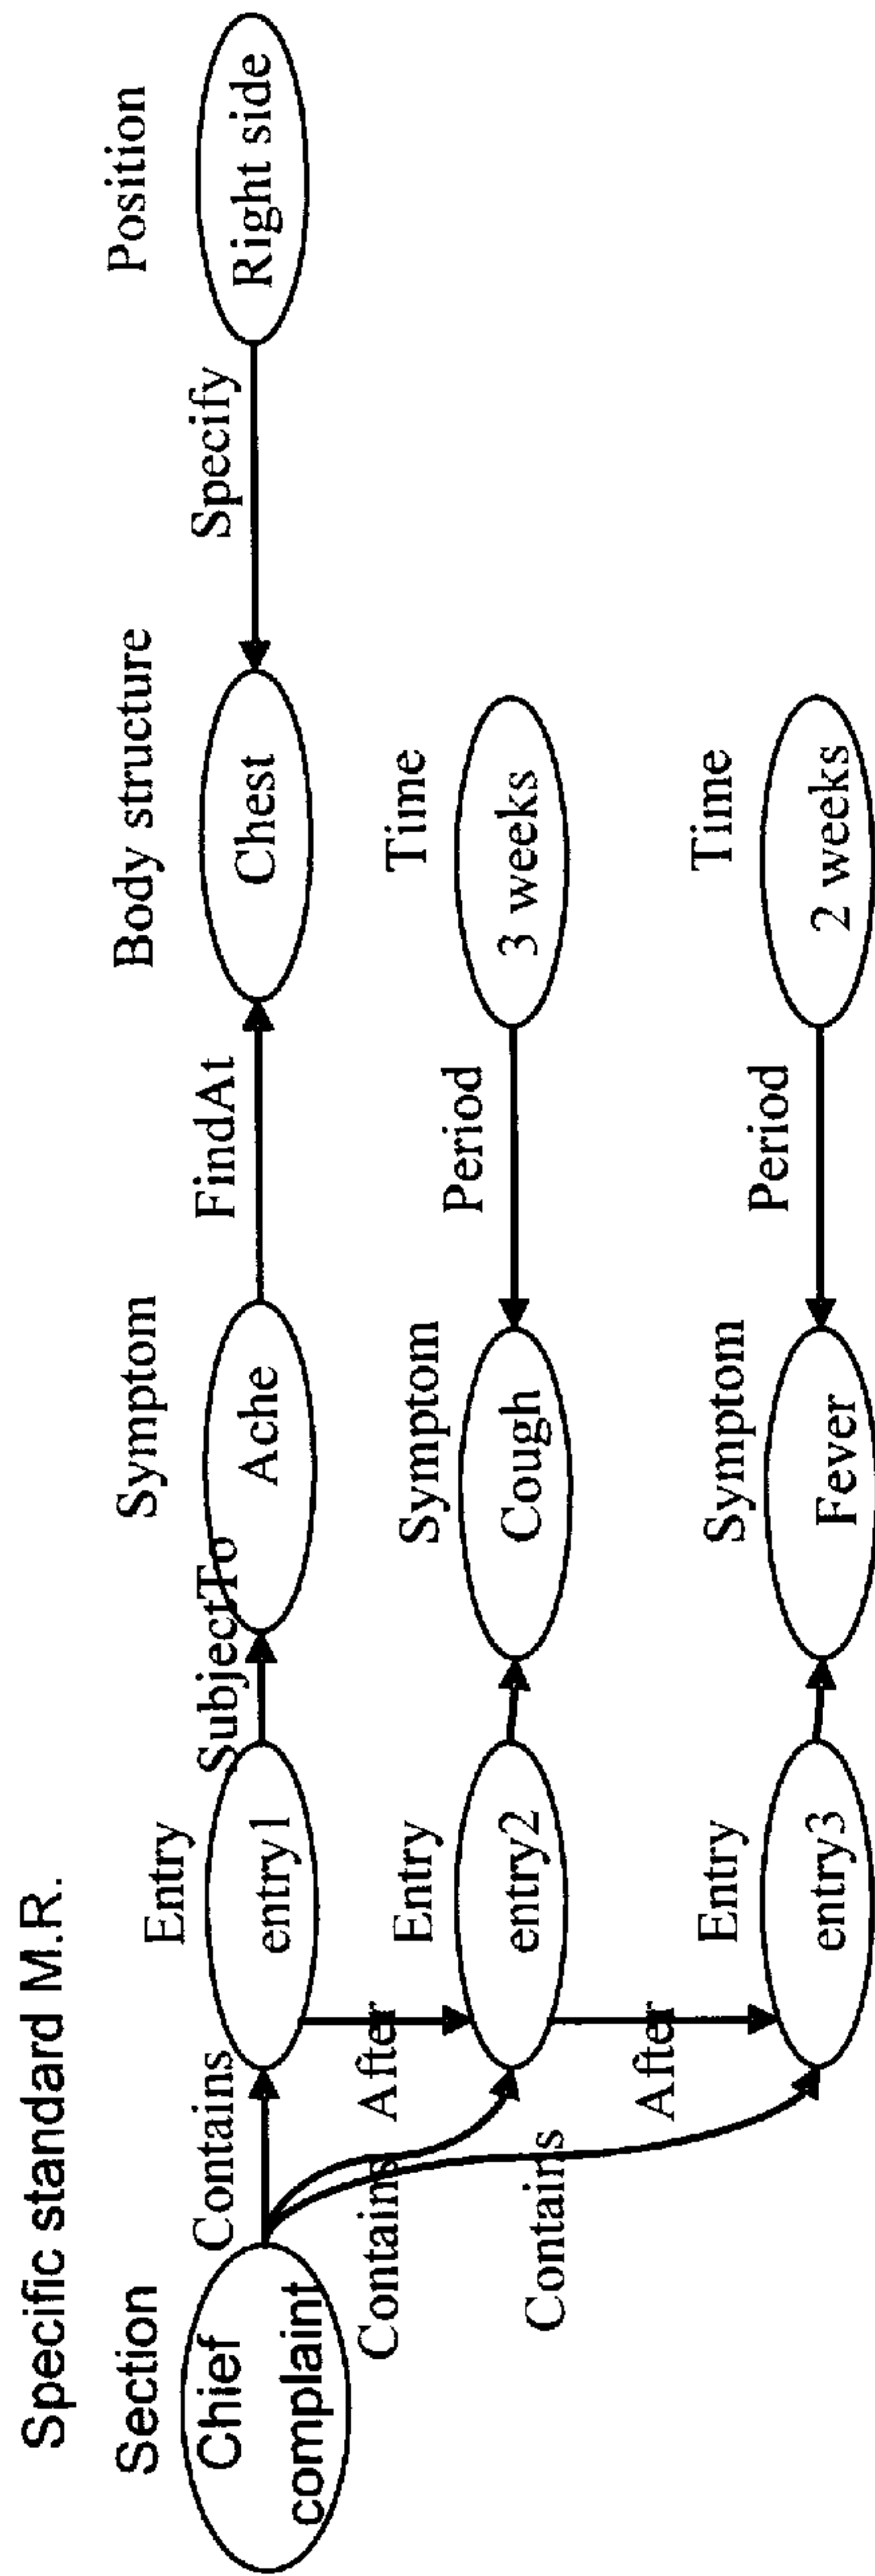 Specific standard M.R.
Section
Chief
complaint
Contains
Contains
Contains
Entry
entry1
After
Entry
entry2
After
Entry
entry3
SubjectTo
Symptom
Ache
FindAt
Body structure
Chest
Specify
Position
Right side
Symptom
Cough
Period
Time
3 weeks
Symptom
Fever
Period
Time
2 weeks